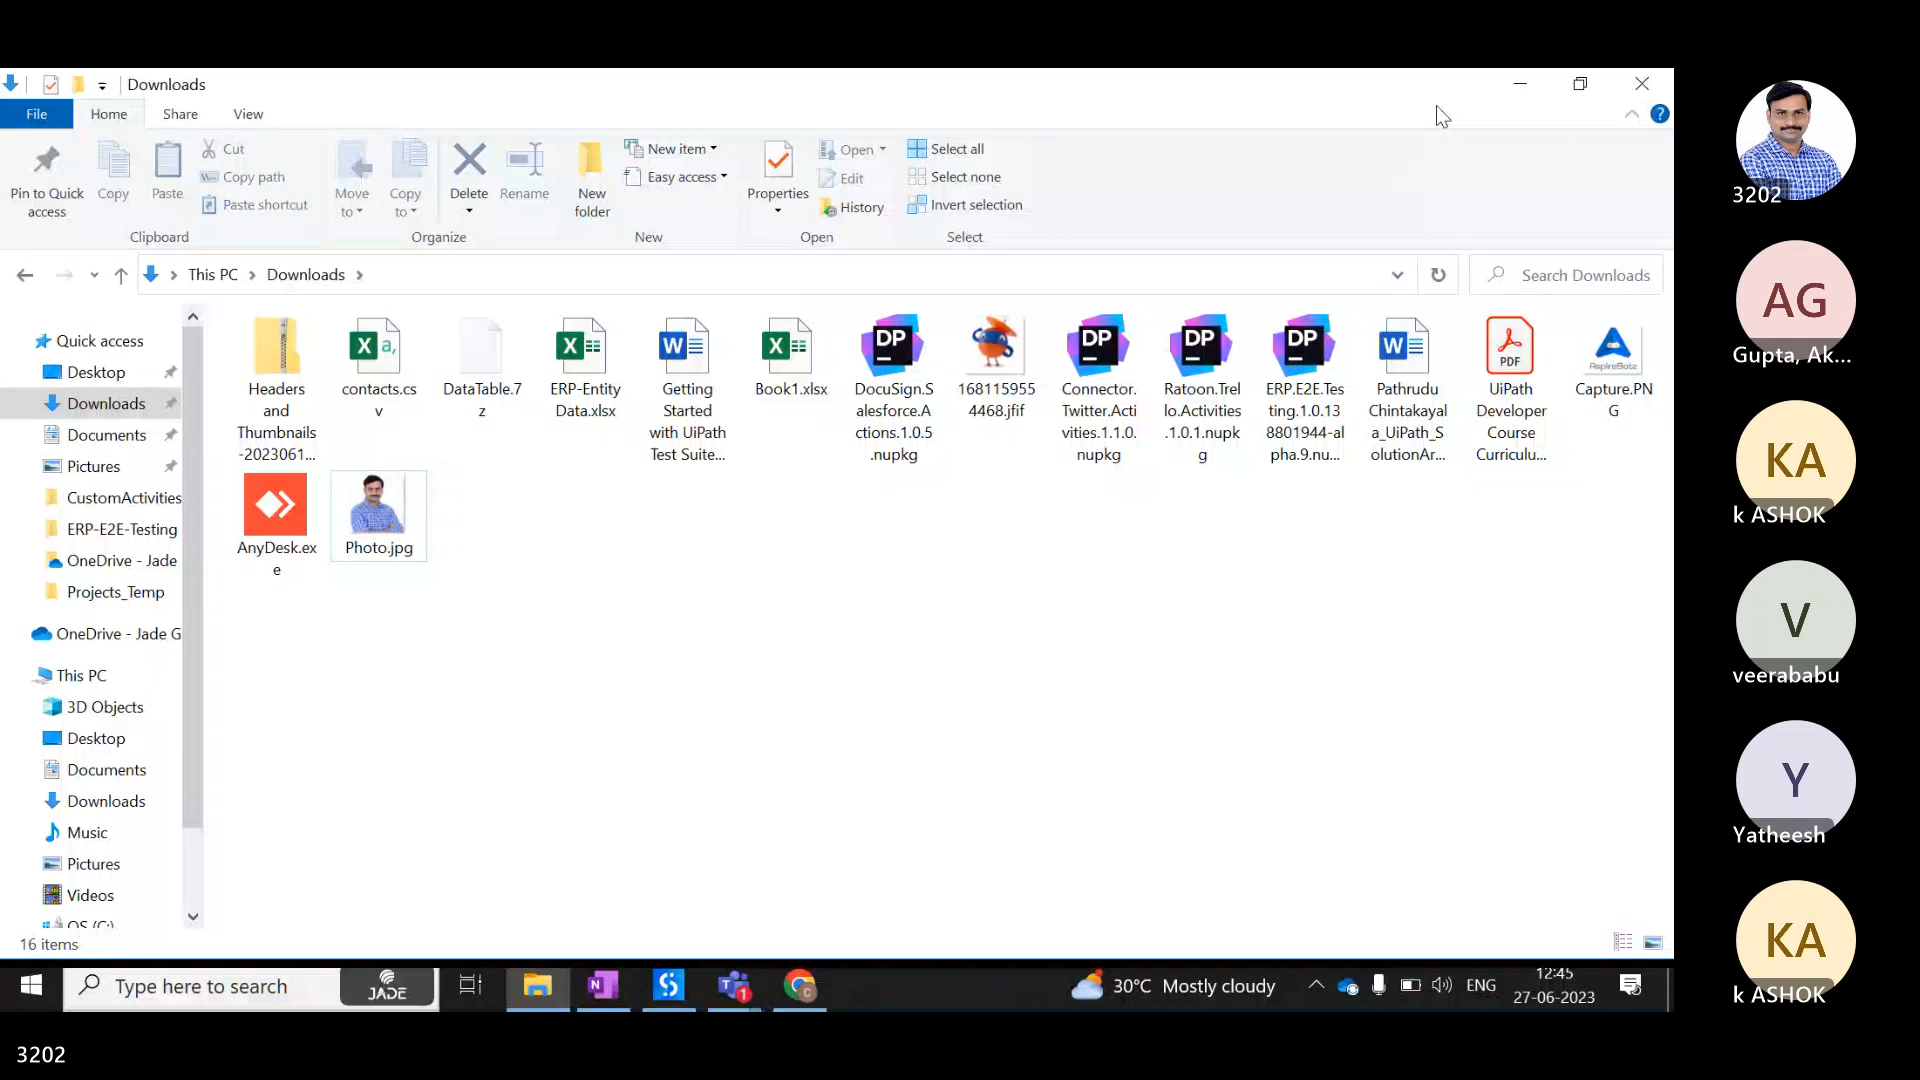 Downloads
File Home Share View
Pin to Quick access
Copy
Paste
Cut
Copy path
Paste shortcut
Clipboard
Move to
Copy to
Delete
Rename
Organize
New folder
New item
Easy access
New
Properties
Open
Edit
History
Open
Select all
Select none
Invert selection
Select
This PC > Downloads >
Search Downloads
Quick access
Desktop
Downloads
Documents
Pictures
CustomActivities
ERP-E2E-Testing
OneDrive - Jade
Projects_Temp
OneDrive - Jade G
This PC
3D Objects
Desktop
Documents
Downloads
Music
Pictures
Videos
OS (C:)
Headers
and
Thumbnails
-2023061...
contacts.cs
v
DataTable.7
z
ERP-Entity
Data.xlsx
Getting
Started
with UiPath
Test Suite...
Book1.xlsx
DP
DocuSign.S
alesforce.A
ctions.1.0.5
.nupkg
168115955
4468.jfif
DP
Connector.
Twitter.Acti
vities.1.1.0.
nupkg
DP
Ratoon.Trel
lo.Activities
.1.0.1.nupk
g
DP
ERP.E2E.Tes
ting.1.0.13
8801944-al
pha.9.nu...
Pathrudu
Chintakayal
a_UiPath_S
olutionAr...
PDF
UiPath
Developer
Course
Curriculu...
AspireBotz
Capture.PN
G
AnyDesk.ex
e
Photo.jpg
16 items
Type here to search
JADE
30°C Mostly cloudy
ENG
12:45
27-06-2023
3202
AG
Gupta, Ak...
KA
k ASHOK
V
veerababu
Y
Yatheesh
KA
k ASHOK
3202